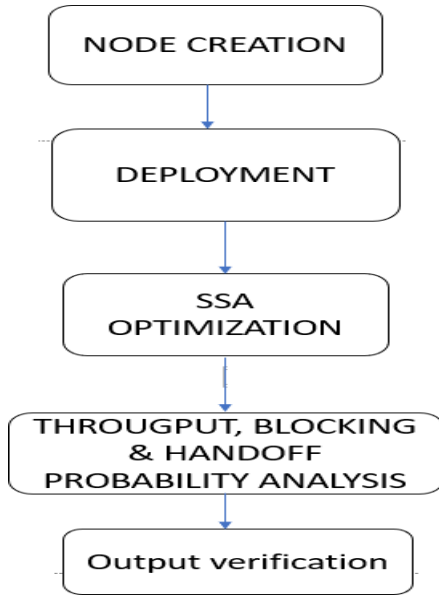 NODE CREATION
DEPLOYMENT
SSA
OPTIMIZATION
THROUGPUT, BLOCKING
& HANDOFF
PROBABILITY ANALYSIS
Output verification